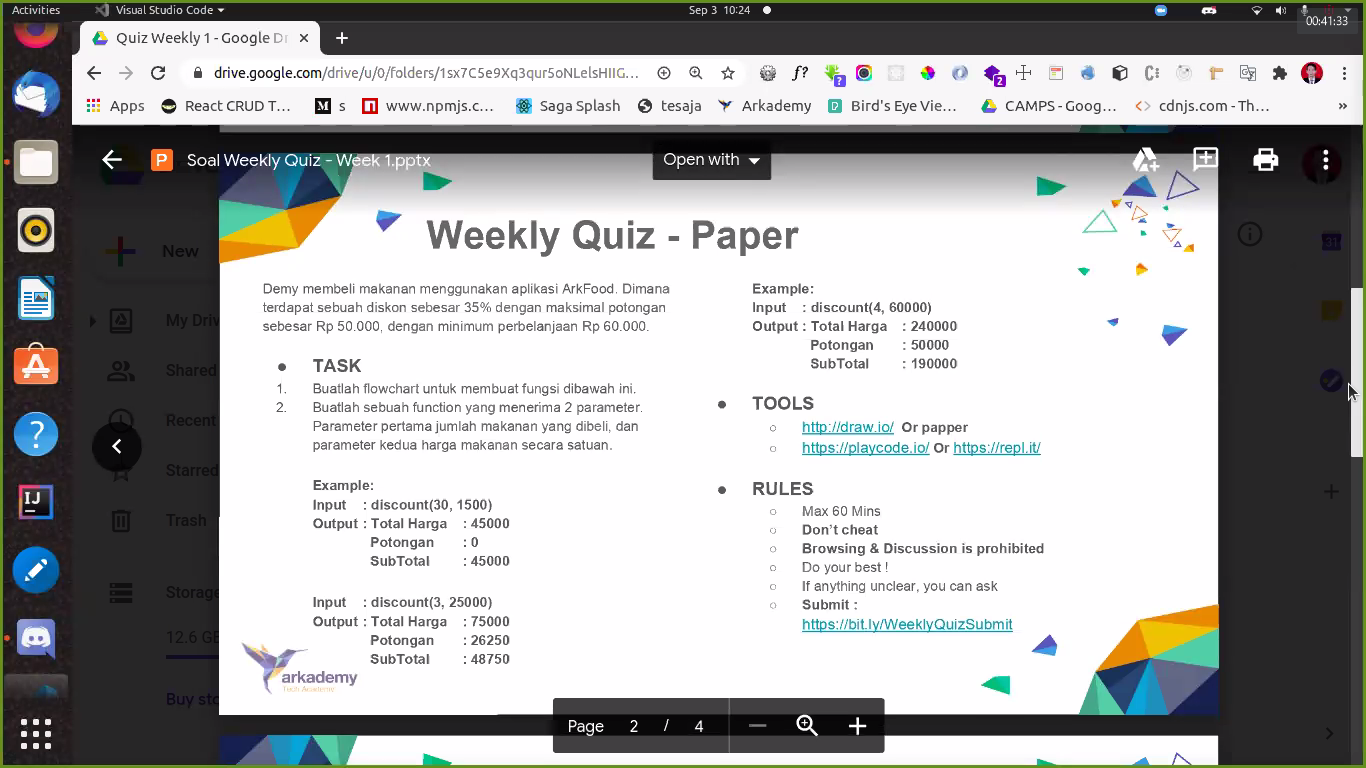 Activities
Visual Studio Code
Sep 3 10:24
00:41:33
Quiz Weekly 1 - Google Dr
drive.google.com/drive/u/0/folders/1sx7C5e9Xq3qur5oNLelsHIIG...
f?
?
2
Apps
React CRUD T...
M s
www.npmjs.c...
Saga Splash
tesaja
Arkademy
Bird's Eye Vie...
CAMPS - Goog...
cdnjs.com - Th...
»
P
Soal Weekly Quiz - Week 1.pptx
Open with
New
My Driv
Shared
Recent
Starred
Trash
Storage
12.6 GB
Buy sto
31
IJ
Weekly Quiz - Paper
Demy membeli makanan menggunakan aplikasi ArkFood. Dimana
terdapat sebuah diskon sebesar 35% dengan maksimal potongan
sebesar Rp 50.000, dengan minimum perbelanjaan Rp 60.000.
● TASK
1. Buatlah flowchart untuk membuat fungsi dibawah ini.
2. Buatlah sebuah function yang menerima 2 parameter.
Parameter pertama jumlah makanan yang dibeli, dan
parameter kedua harga makanan secara satuan.
Example:
Input : discount(30, 1500)
Output : Total Harga : 45000
Potongan : 0
SubTotal : 45000
Input : discount(3, 25000)
Output : Total Harga : 75000
Potongan : 26250
SubTotal : 48750
arkademy
Tech Academy
Example:
Input : discount(4, 60000)
Output : Total Harga : 240000
Potongan : 50000
SubTotal : 190000
● TOOLS
○ http://draw.io/ Or papper
○ https://playcode.io/ Or https://repl.it/
● RULES
○ Max 60 Mins
○ Don't cheat
○ Browsing & Discussion is prohibited
○ Do your best !
○ If anything unclear, you can ask
○ Submit :
https://bit.ly/WeeklyQuizSubmit
Page 2 / 4